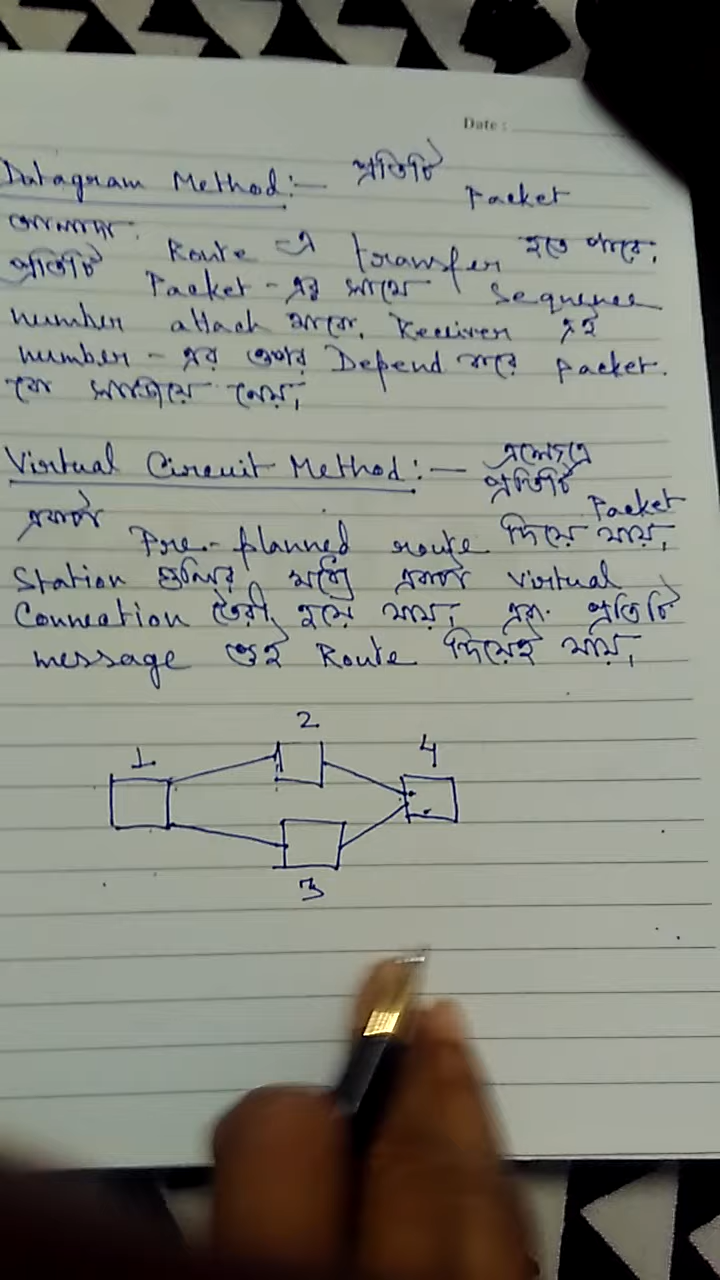 Date :
Datagram Method:— প্রতিটি Packet
আলাদা Route এ transfer হতে পারে,
প্রতিটি Packet-এর সাথে Sequence
number attach থাকে. Receiver এই
number-এর ওপর Depend করে Packet.
কে সাজিয়ে নেয়,
Virtual Circuit Method:— এক্ষেত্রে
প্রতিটি Packet
একটা Pre-planned route দিয়ে যায়,
Station গুলির মধ্যে একটা virtual
Connection তৈরী হয়ে যায়, এবং প্রতিটি
message ওই Route দিয়েই যায়,
1
2
4
3